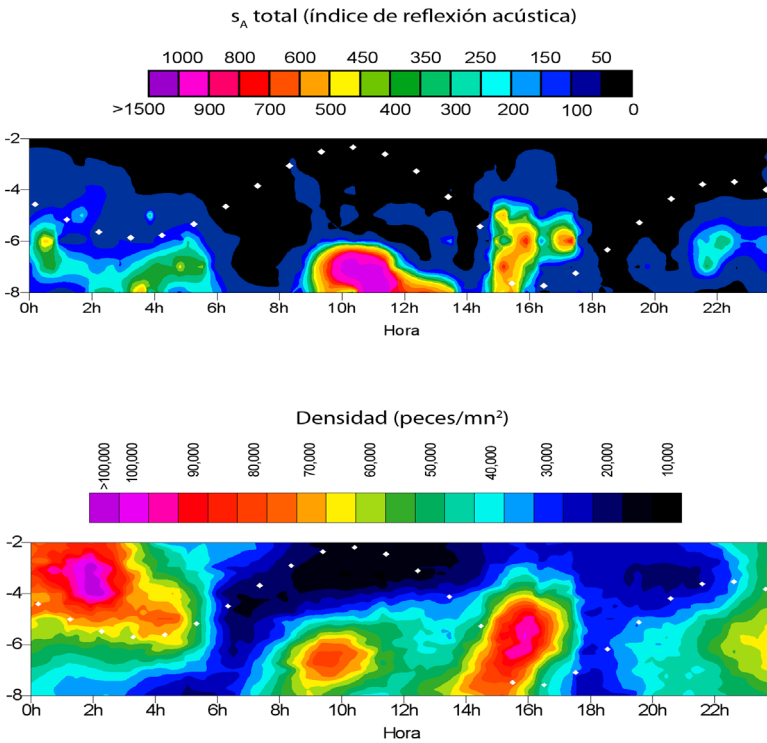 sA total (índice de reflexión acústica)
1000 800 600 450 350 250 150 50
>1500 900 700 500 400 300 200 100 0
-2
-4
-6
-8
0h 2h 4h 6h 8h 10h 12h 14h 16h 18h 20h 22h
Hora
Densidad (peces/mn²)
>100,000 100,000 90,000 80,000 70,000 60,000 50,000 40,000 30,000 20,000 10,000
-2
-4
-6
-8
0h 2h 4h 6h 8h 10h 12h 14h 16h 18h 20h 22h
Hora